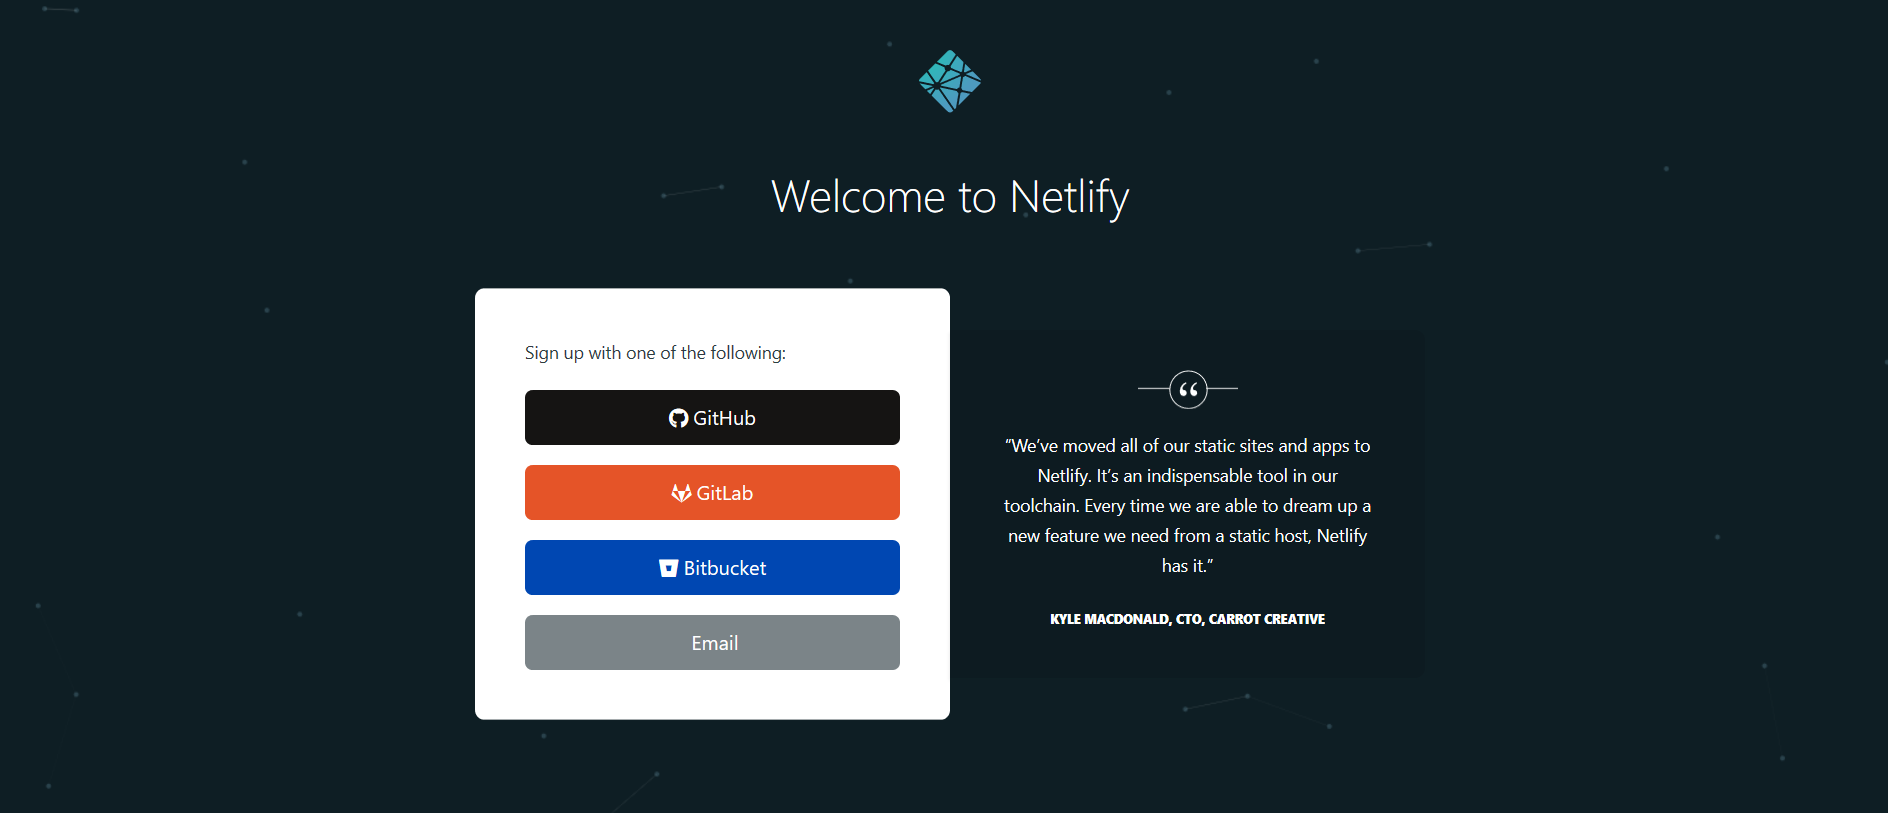 Welcome to Netlify
Sign up with one of the following:
GitHub
GitLab
Bitbucket
Email
“We’ve moved all of our static sites and apps to
Netlify. It’s an indispensable tool in our
toolchain. Every time we are able to dream up a
new feature we need from a static host, Netlify
has it.”
KYLE MACDONALD, CTO, CARROT CREATIVE